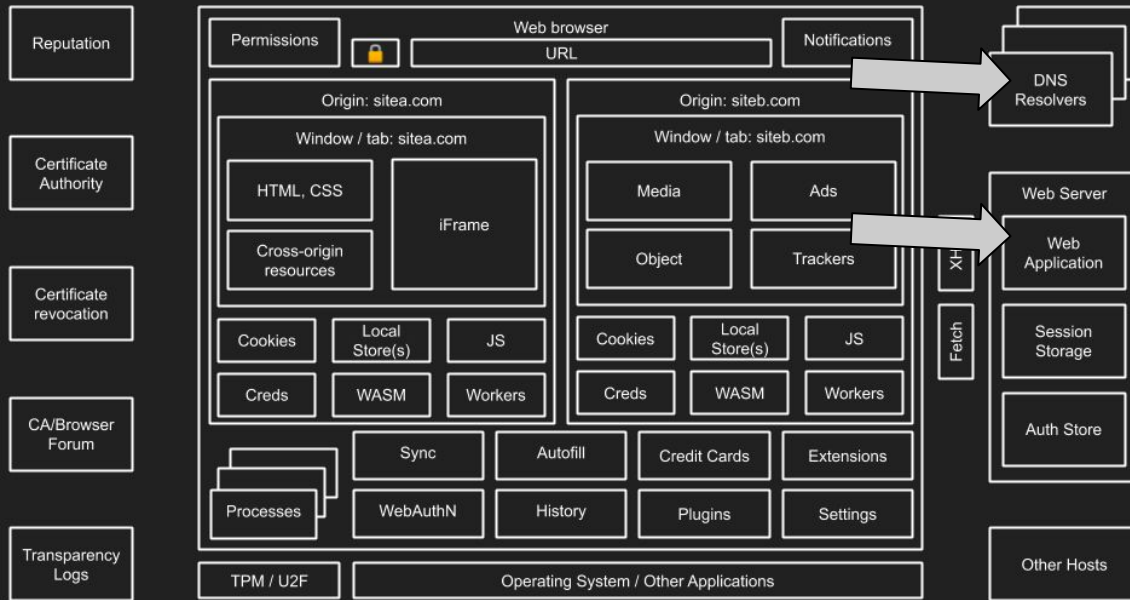 Reputation
Certificate
Authority
Certificate
revocation
CA/Browser
Forum
Transparency
Logs
Web browser
Permissions
URL
Notifications
Origin: sitea.com
Window / tab: sitea.com
HTML, CSS
Cross-origin
resources
iFrame
Cookies
Local
Store(s)
JS
Creds
WASM
Workers
Origin: siteb.com
Window / tab: siteb.com
Media
Ads
Object
Trackers
Cookies
Local
Store(s)
JS
Creds
WASM
Workers
Processes
Sync
Autofill
Credit Cards
Extensions
WebAuthN
History
Plugins
Settings
TPM / U2F
Operating System / Other Applications
Fetch
DNS
Resolvers
Web Server
Web
Application
Session
Storage
Auth Store
Other Hosts